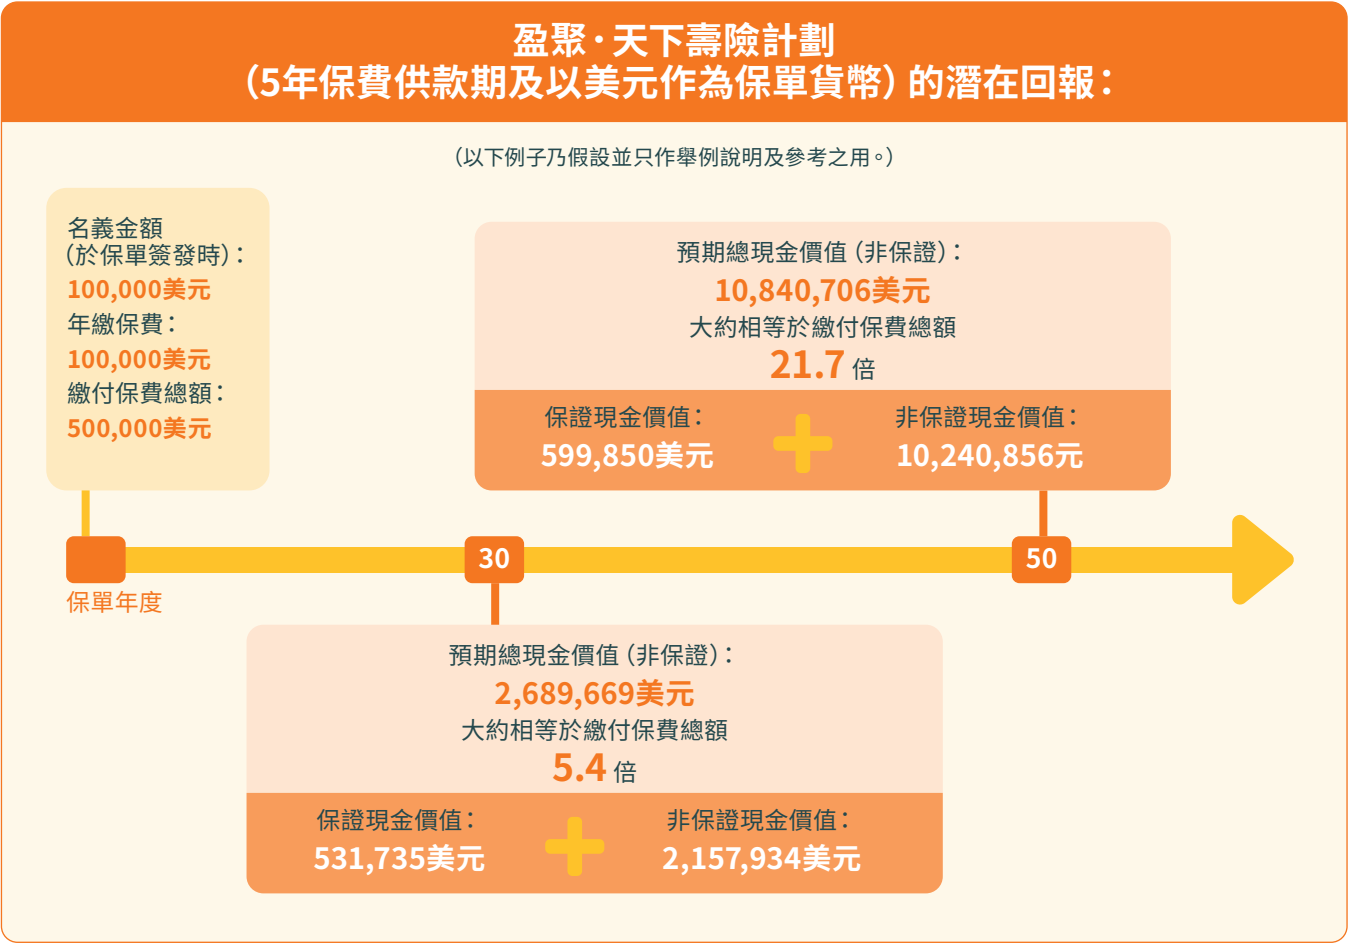 盈聚·天下壽險計劃
（5年保費供款期及以美元作為保單貨幣）的潛在回報：
（以下例子乃假設並只作舉例說明及參考之用。）
名義金額
（於保單簽發時）：
100,000美元
年繳保費：
100,000美元
繳付保費總額：
500,000美元
預期總現金價值（非保證）：
10,840,706美元
大約相等於繳付保費總額
21.7 倍
保證現金價值：
599,850美元
非保證現金價值：
10,240,856元
30
50
保單年度
預期總現金價值（非保證）：
2,689,669美元
大約相等於繳付保費總額
5.4 倍
保證現金價值：
531,735美元
非保證現金價值：
2,157,934美元